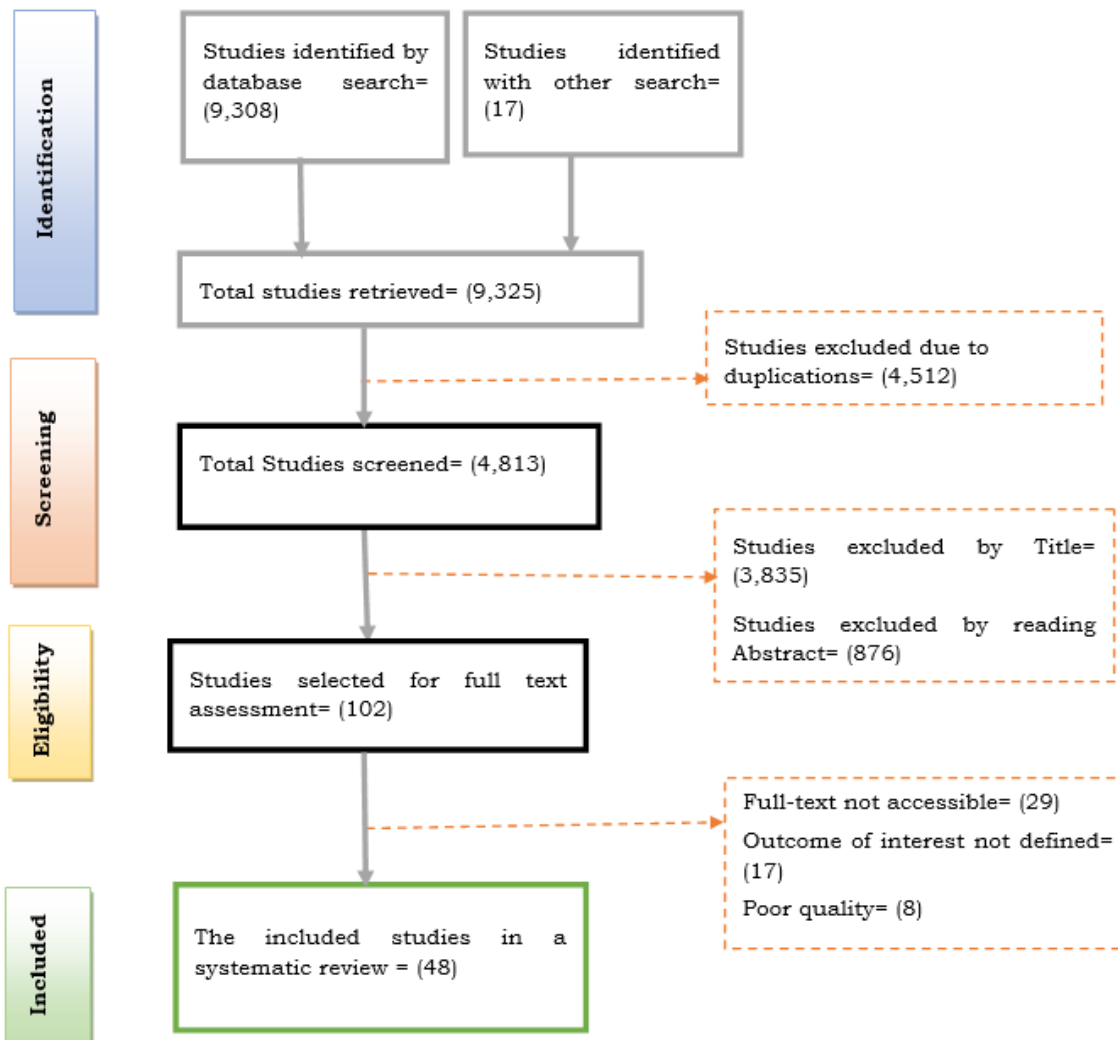 Identification
Studies identified by
database search=
(9,308)
Studies identified
with other search=
(17)
Total studies retrieved= (9,325)
Studies excluded due to
duplications= (4,512)
Screening
Total Studies screened= (4,813)
Studies excluded by Title=
(3,835)
Studies excluded by reading
Abstract= (876)
Eligibility
Studies selected for full text
assessment= (102)
Full-text not accessible= (29)
Outcome of interest not defined=
(17)
Poor quality= (8)
Included
The included studies in a
systematic review = (48)